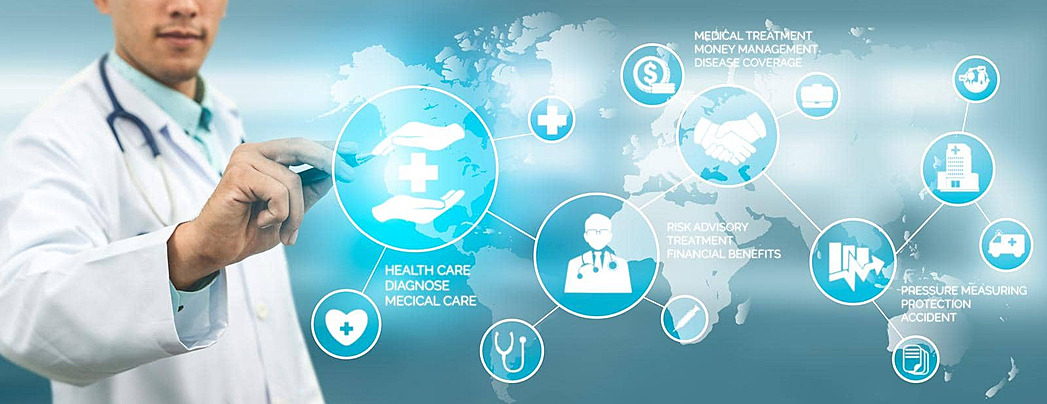 MEDICAL TREATMENT
MONEY MANAGEMENT
DISEASE COVERAGE
RISK ADVISORY
TREATMENT
FINANCIAL BENEFITS
HEALTH CARE
DIAGNOSE
MECICAL CARE
PRESSURE MEASURING
PROTECTION
ACCIDENT